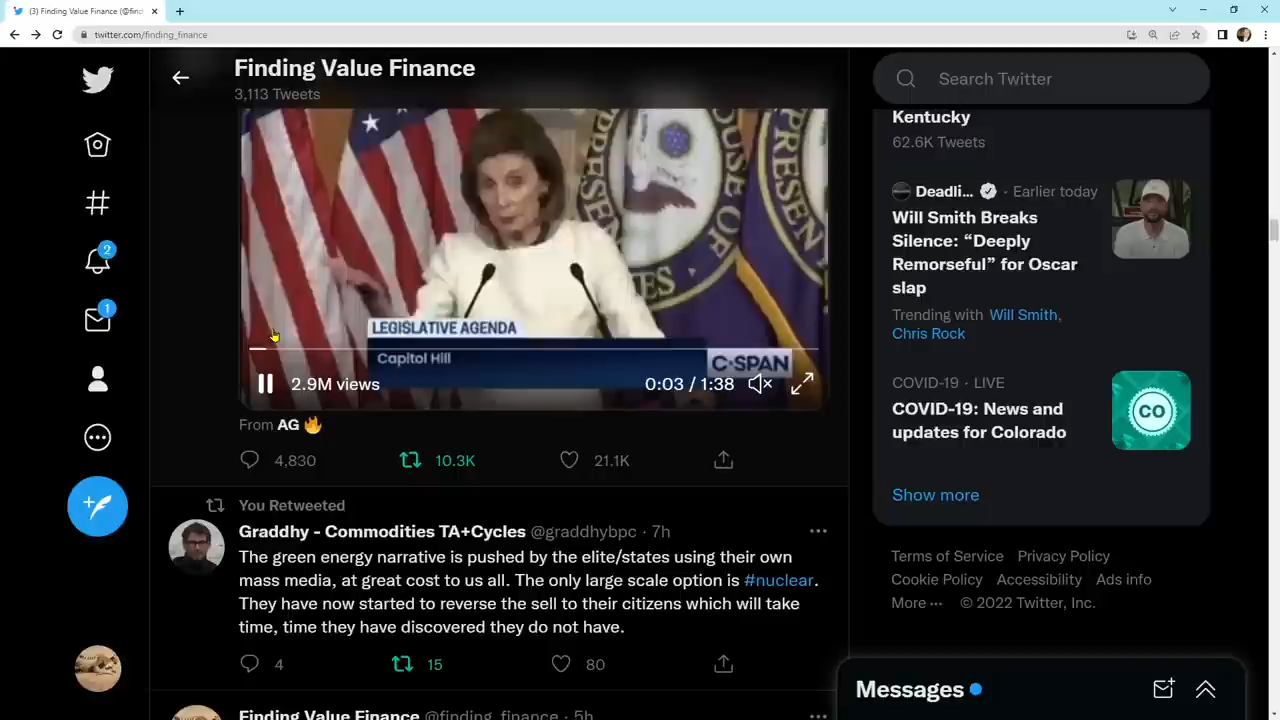 (3) Finding Value Finance (@find
twitter.com/finding_finance
Finding Value Finance
3,113 Tweets
LEGISLATIVE AGENDA
Capitol Hill
C-SPAN
2.9M views
0:03 / 1:38
From AG 🔥
4,830
10.3K
21.1K
You Retweeted
Graddhy - Commodities TA+Cycles @graddhybpc · 7h
The green energy narrative is pushed by the elite/states using their own
mass media, at great cost to us all. The only large scale option is #nuclear.
They have now started to reverse the sell to their citizens which will take
time, time they have discovered they do not have.
4
15
80
Finding Value Finance @finding_finance · 5h
2
1
Search Twitter
Kentucky
62.6K Tweets
Deadli... · Earlier today
Will Smith Breaks
Silence: “Deeply
Remorseful” for Oscar
slap
Trending with Will Smith,
Chris Rock
COVID-19 · LIVE
COVID-19: News and
updates for Colorado
CO
Show more
Terms of Service Privacy Policy
Cookie Policy Accessibility Ads info
More ··· © 2022 Twitter, Inc.
Messages